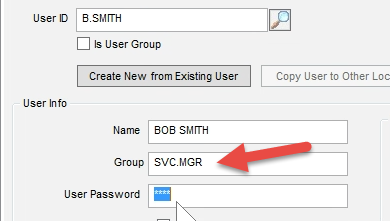 User ID B.SMITH
Is User Group
Create New from Existing User Copy User to Other Loc
User Info
Name BOB SMITH
Group SVC.MGR
User Password ****